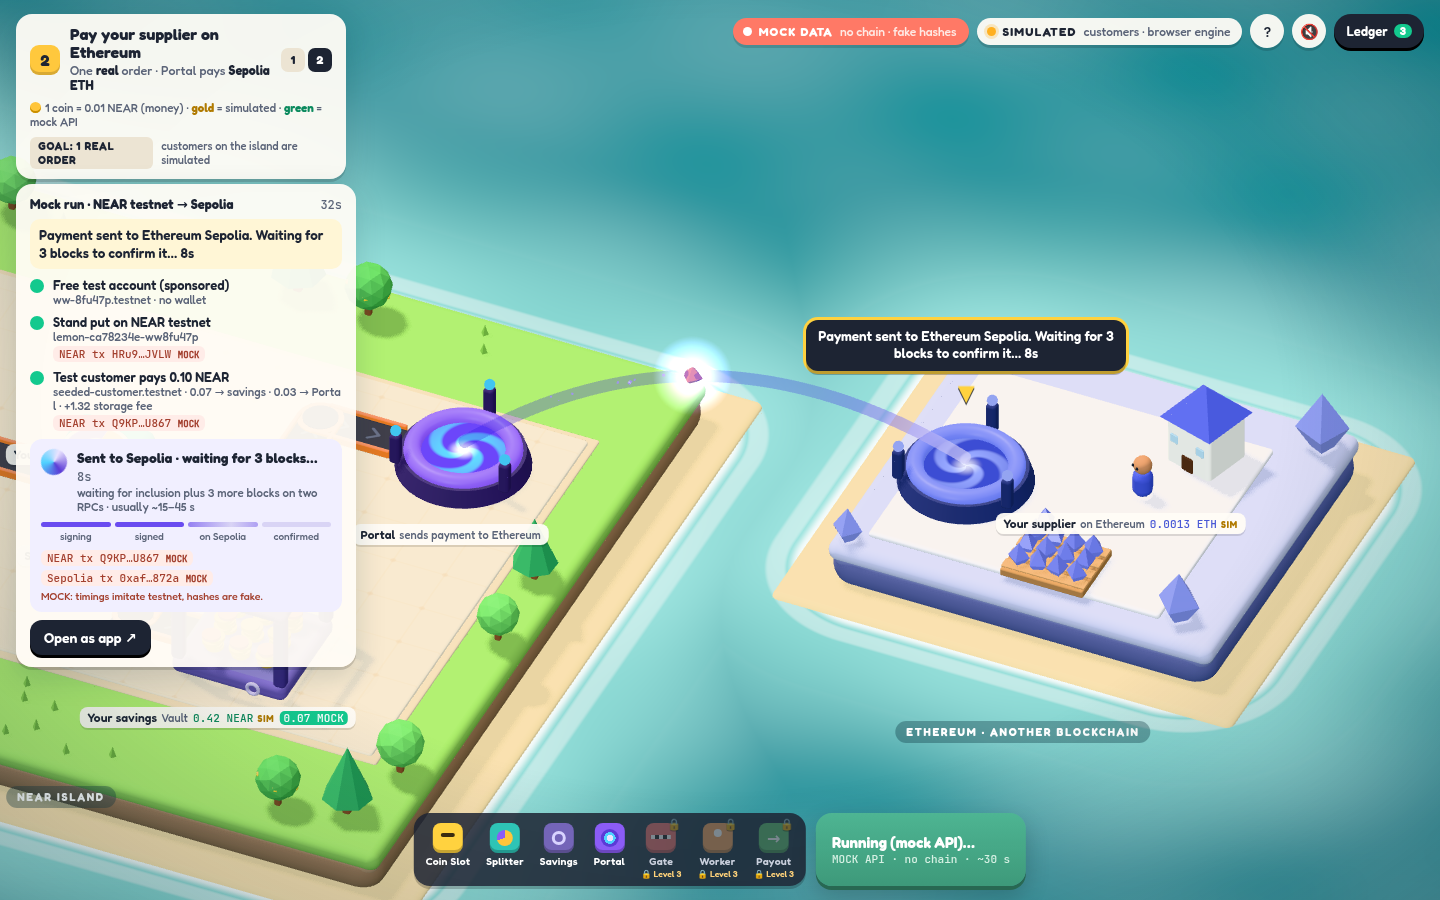 2
Pay your supplier on
Ethereum
One real order · Portal pays Sepolia
ETH
1
2
1 coin = 0.01 NEAR (money) · gold = simulated · green =
mock API
GOAL: 1 REAL
ORDER
customers on the island are
simulated
MOCK DATA no chain · fake hashes
SIMULATED customers · browser engine
?
Ledger 3
Mock run · NEAR testnet → Sepolia 32s
Payment sent to Ethereum Sepolia. Waiting for
3 blocks to confirm it... 8s
Free test account (sponsored)
ww-8fu47p.testnet · no wallet
Stand put on NEAR testnet
lemon-ca78234e-ww8fu47p
NEAR tx HRu9…JVLW MOCK
Test customer pays 0.10 NEAR
seeded-customer.testnet · 0.07 → savings · 0.03 → Porta
l · +1.32 storage fee
NEAR tx Q9KP…U867 MOCK
Sent to Sepolia · waiting for 3 blocks...
8s
waiting for inclusion plus 3 more blocks on two
RPCs · usually ~15–45 s
signing signed on Sepolia confirmed
NEAR tx Q9KP…U867 MOCK
Sepolia tx 0xaf…872a MOCK
MOCK: timings imitate testnet, hashes are fake.
Open as app ↗
Payment sent to Ethereum Sepolia. Waiting for 3
blocks to confirm it... 8s
Portal sends payment to Ethereum
Your supplier on Ethereum 0.0013 ETH SIM
Your savings Vault 0.42 NEAR SIM 0.07 MOCK
ETHEREUM · ANOTHER BLOCKCHAIN
NEAR ISLAND
Coin Slot
Splitter
Savings
Portal
Gate
Level 3
Worker
Level 3
Payout
Level 3
Running (mock API)...
MOCK API · no chain · ~30 s